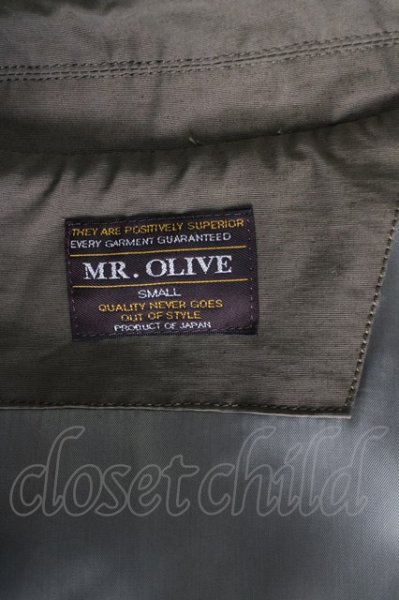 THEY ARE POSITIVELY SUPERIOR
EVERY GARMENT GUARANTEED
MR. OLIVE
SMALL
QUALITY NEVER GOES
OUT OF STYLE
PRODUCT OF JAPAN
closet child